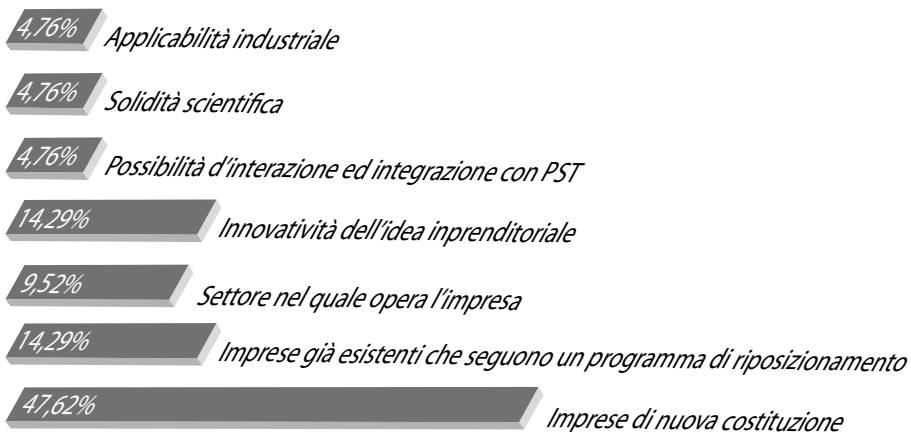 4,76% Applicabilità industriale
4,76% Solidità scientifica
4,76% Possibilità d'interazione ed integrazione con PST
14,29% Innovatività dell'idea inprenditoriale
9,52% Settore nel quale opera l'impresa
14,29% Imprese già esistenti che seguono un programma di riposizionamento
47,62% Imprese di nuova costituzione